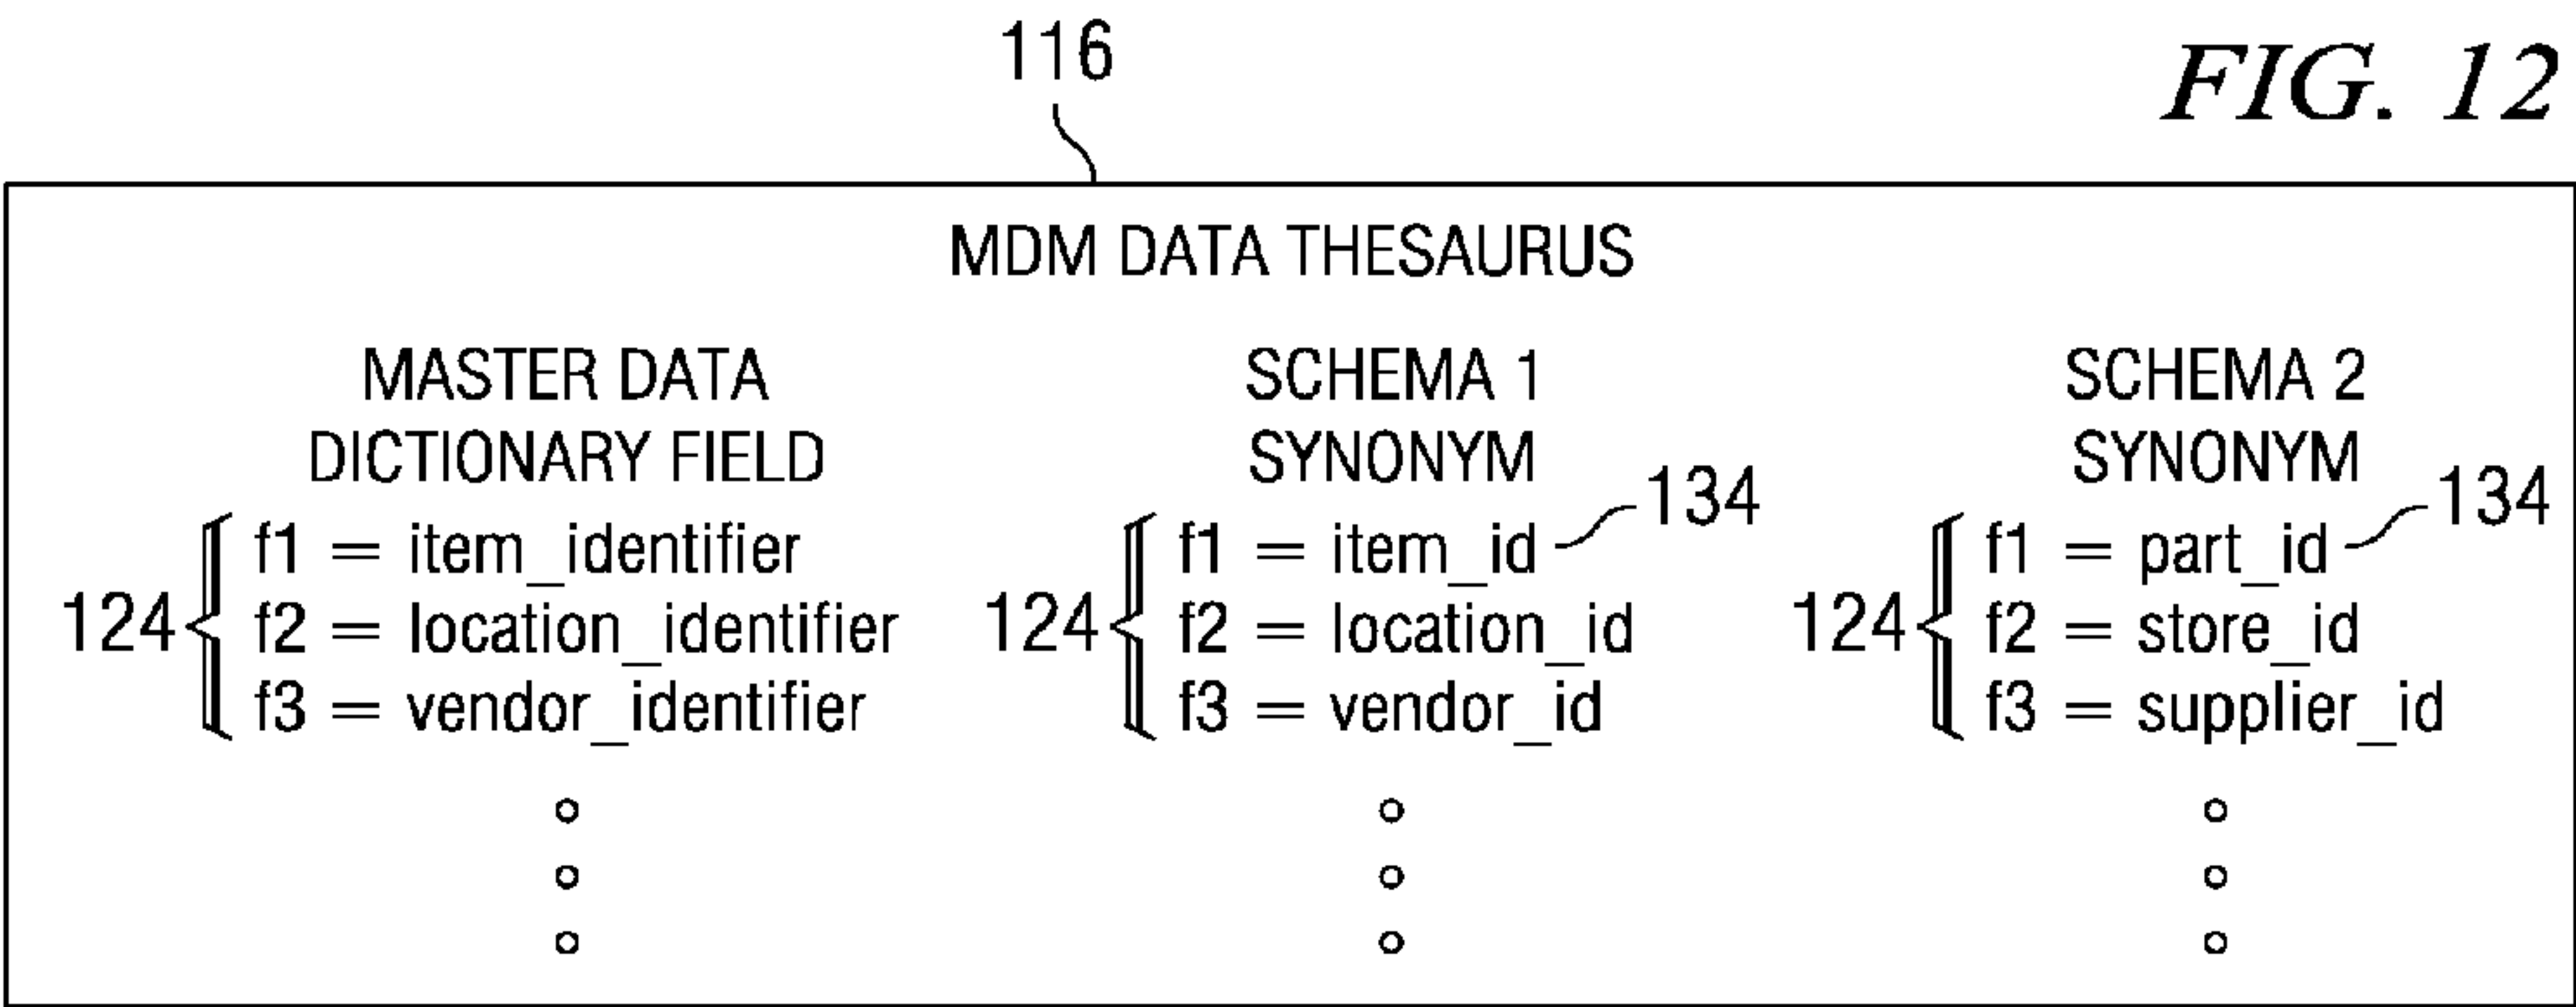 116
FIG. 12
MDM DATA THESAURUS
MASTER DATA
DICTIONARY FIELD
124
f1 = item_identifier
f2 = location_identifier
f3 = vendor_identifier
SCHEMA 1
SYNONYM
134
124
f1 = item_id
f2 = location_id
f3 = vendor_id
SCHEMA 2
SYNONYM
134
124
f1 = part_id
f2 = store_id
f3 = supplier_id